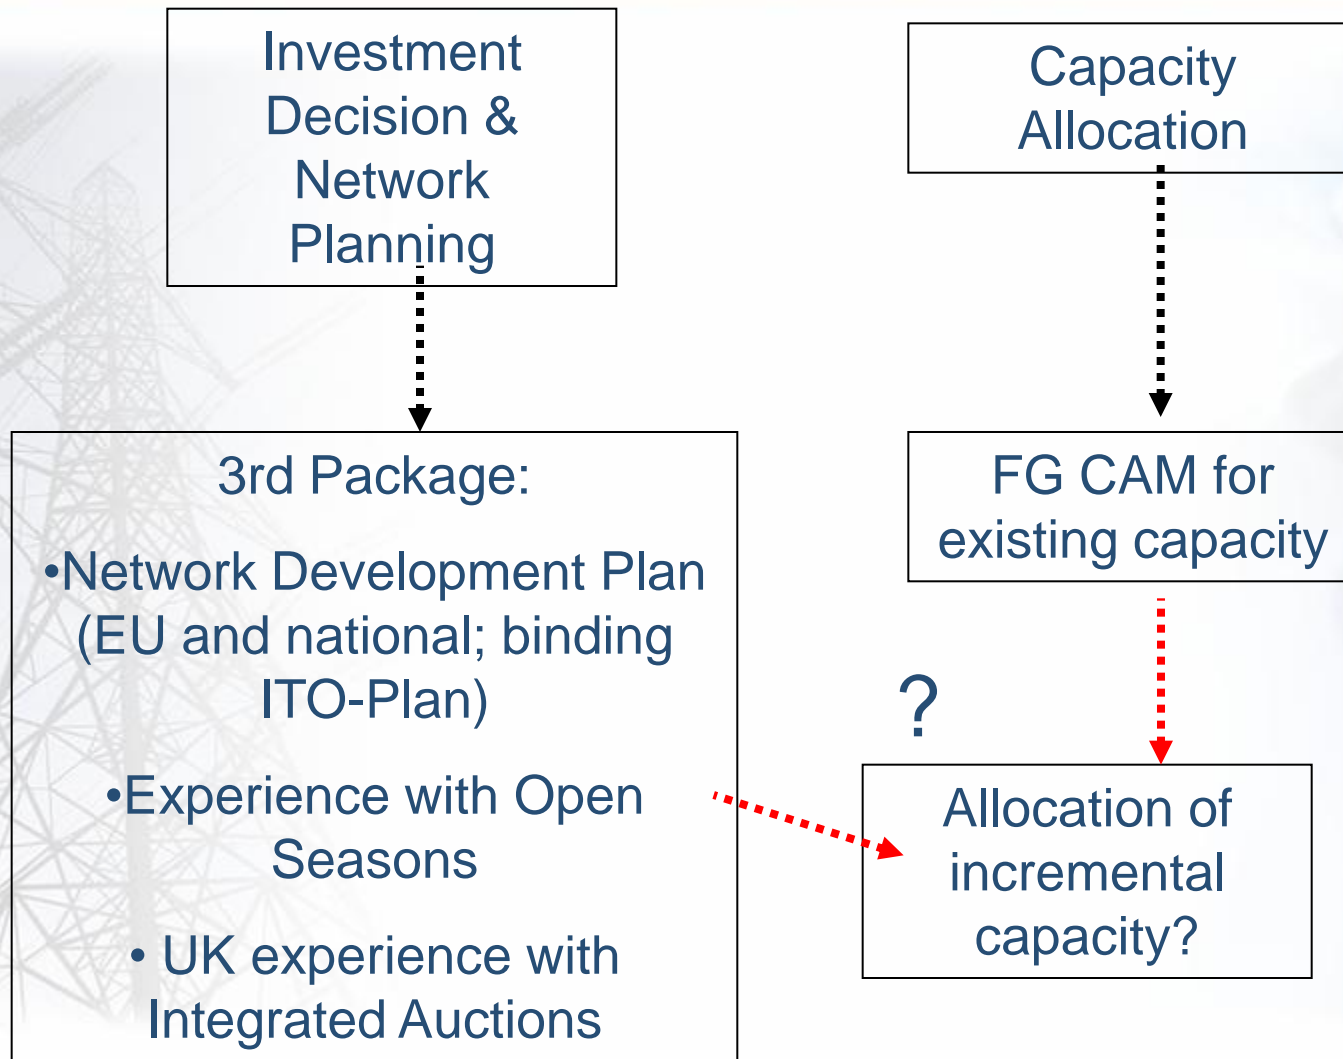 Investment
Decision &
Network
Planning
Capacity
Allocation
3rd Package:
•Network Development Plan
(EU and national; binding
ITO-Plan)
•Experience with Open
Seasons
• UK experience with
Integrated Auctions
FG CAM for
existing capacity
?
Allocation of
incremental
capacity?